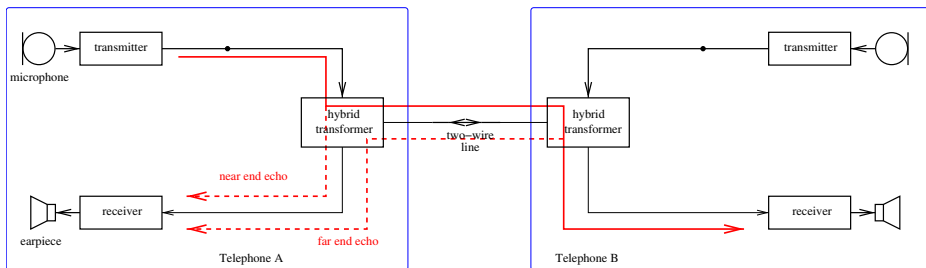 transmitter
transmitter
microphone
hybrid
transformer
hybrid
transformer
two-wire
line
near end echo
receiver
receiver
earpiece
far end echo
Telephone A
Telephone B